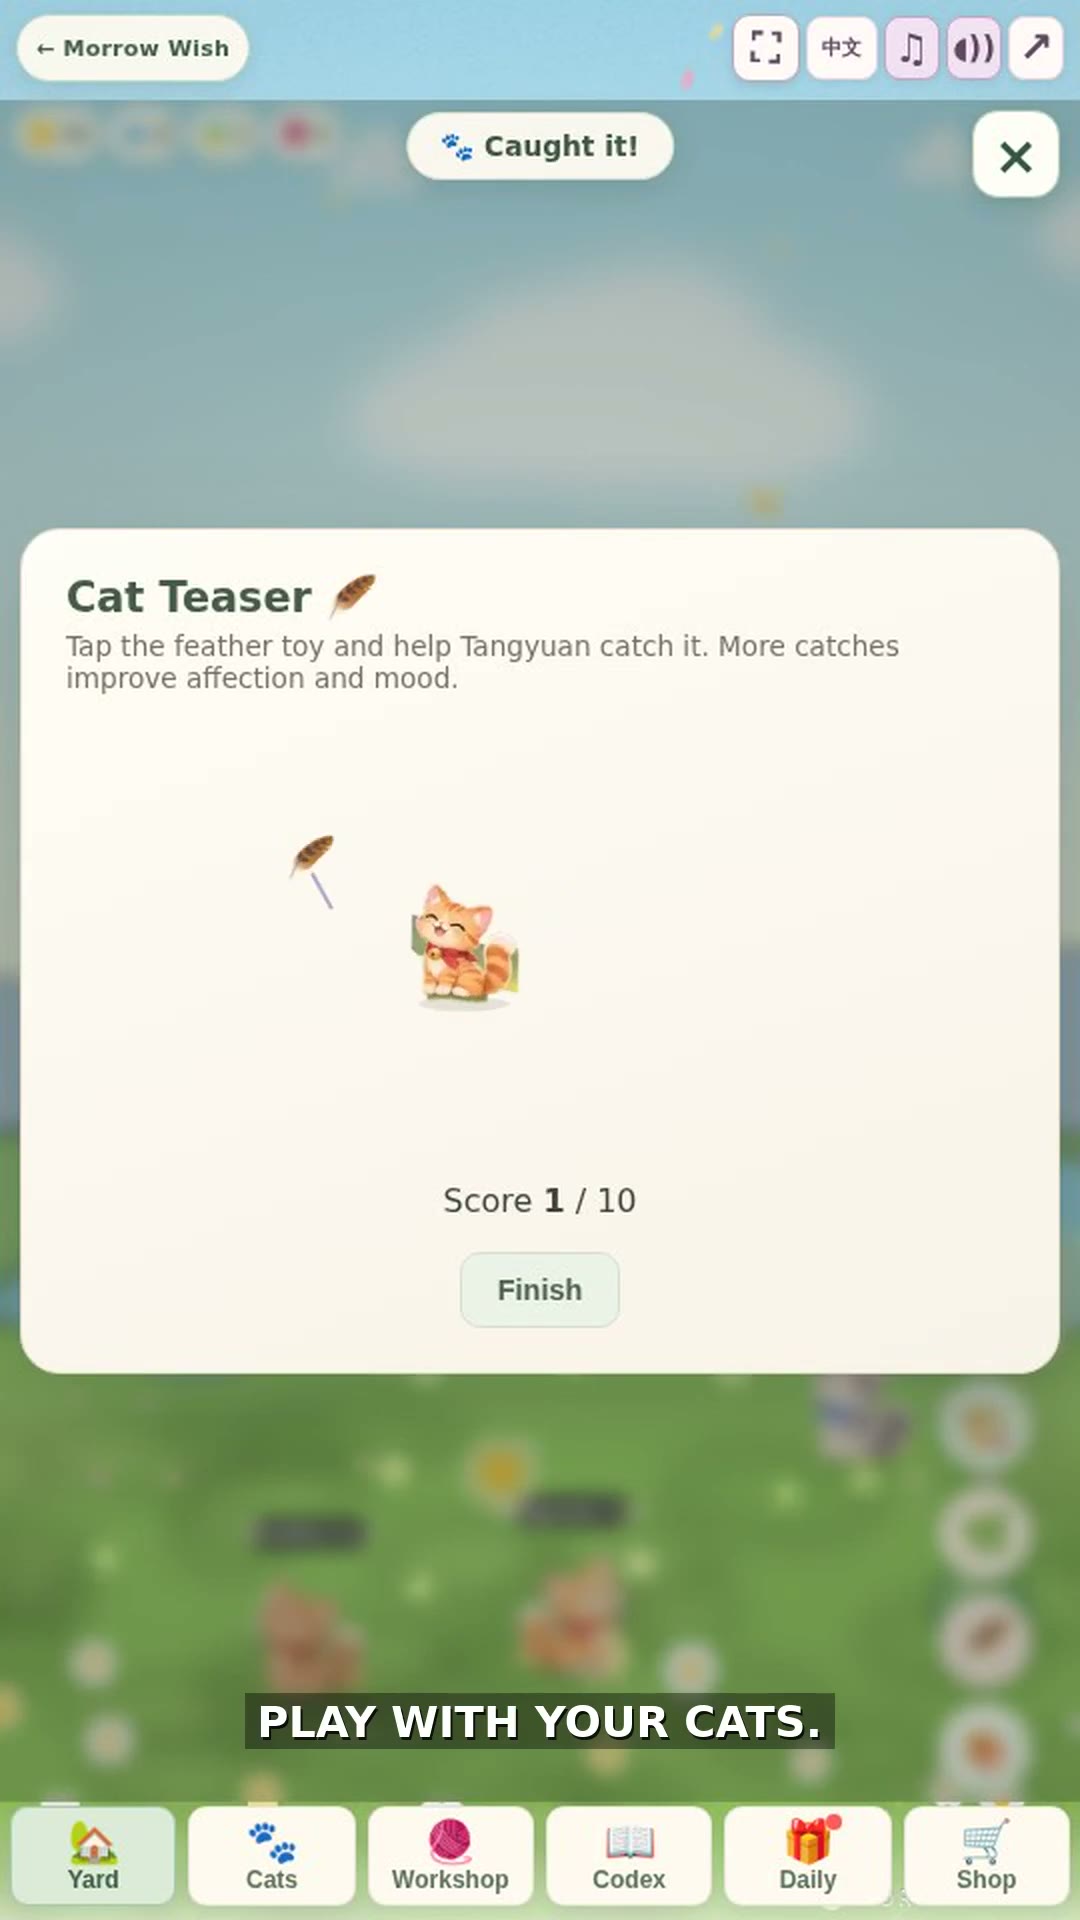 ← Morrow Wish
中文
🐾 Caught it!
Cat Teaser
Tap the feather toy and help Tangyuan catch it. More catches
improve affection and mood.
Score 1 / 10
Finish
PLAY WITH YOUR CATS.
Yard
Cats
Workshop
Codex
Daily
Shop